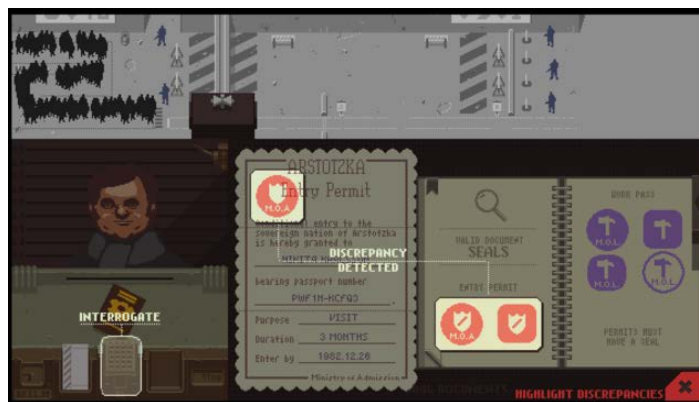 ARSTOTZKA
Entry Permit
M.O.A
Conditional entry to the
sovereign nation of Arstotzka
is hereby granted to
DISCREPANCY
DETECTED
bearing passport number
Purpose VISIT
Duration 3 MONTHS
Enter by 1982.12.26
Ministry of Admission
INTERROGATE
VALID DOCUMENT
SEALS
ENTRY PERMIT
M.O.A
WORK PASS
M.O.L
M.O.L
M.O.L
PERMITS MUST
HAVE A SEAL
HIGHLIGHT DISCREPANCIES